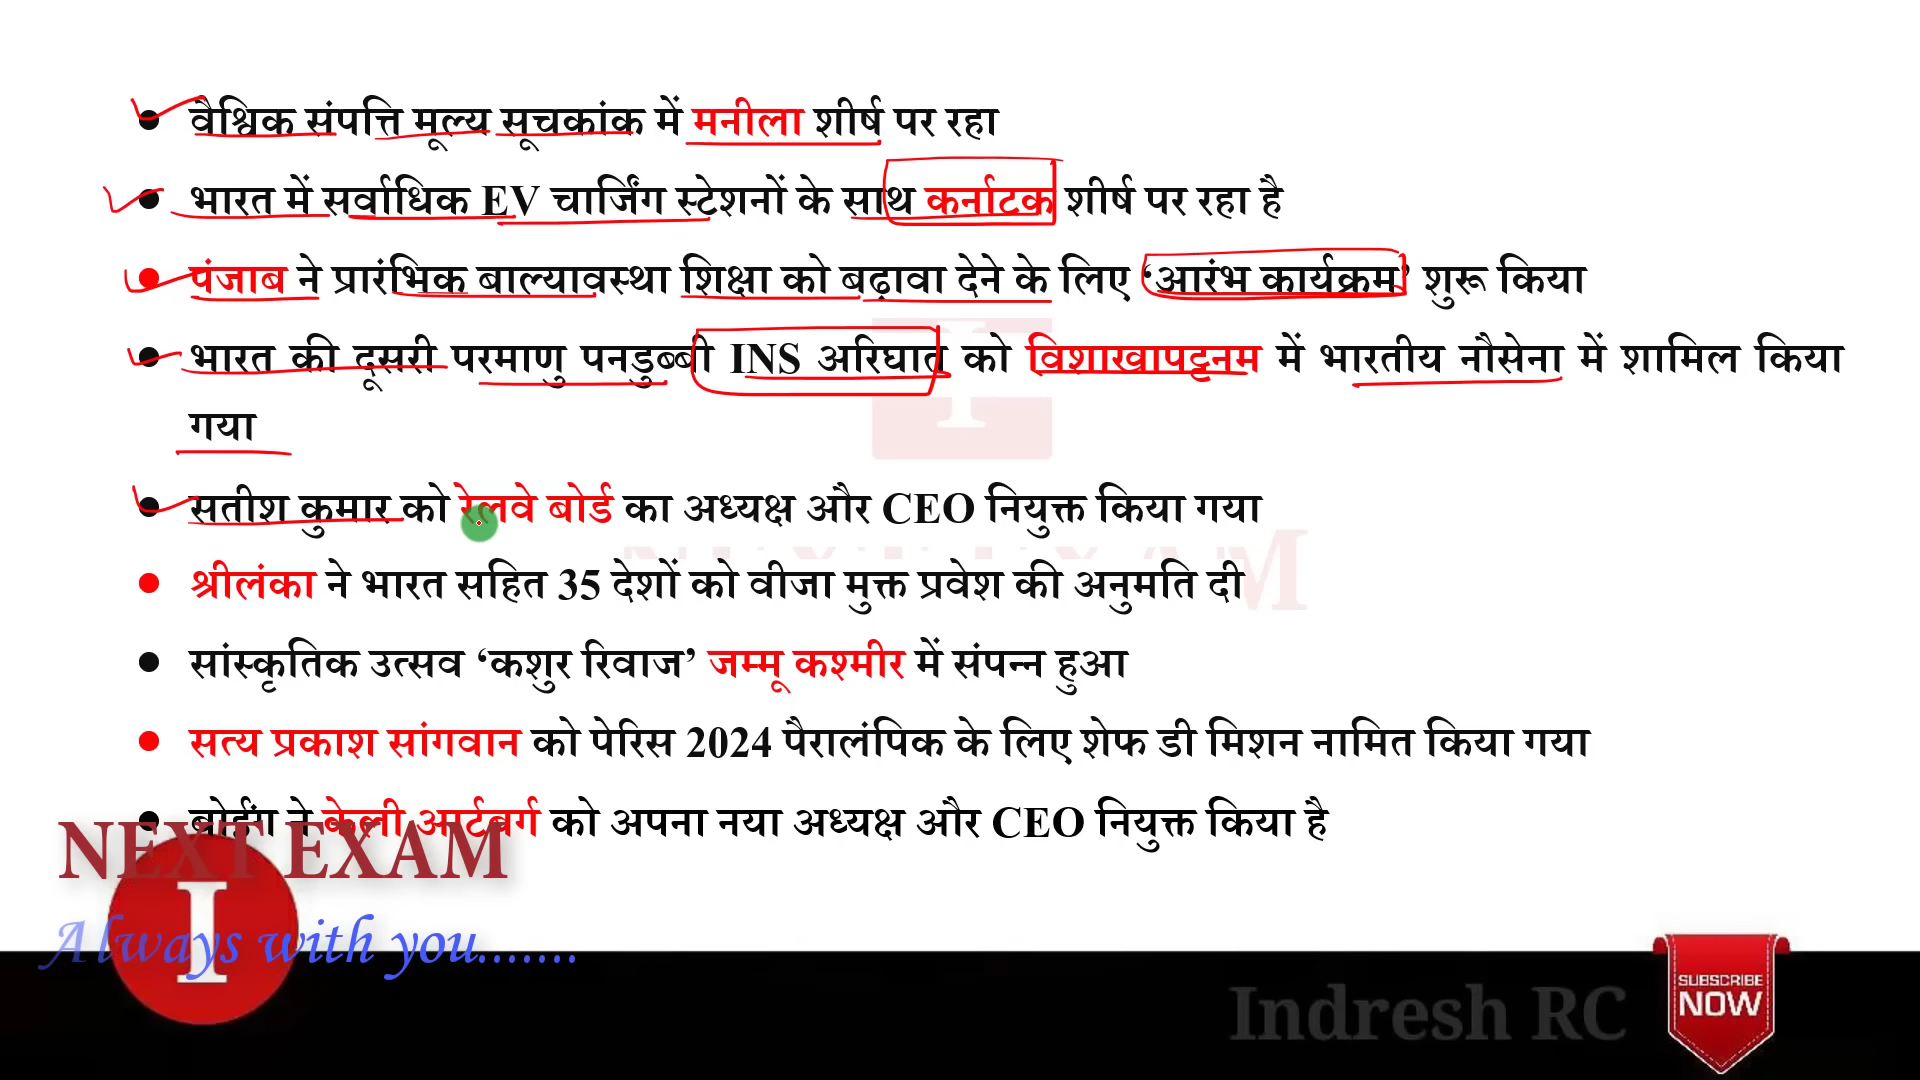 वैश्विक संपत्ति मूल्य सूचकांक में मनीला शीर्ष पर रहा
भारत में सर्वाधिक EV चार्जिंग स्टेशनों के साथ कर्नाटक शीर्ष पर रहा है
पंजाब ने प्रारंभिक बाल्यावस्था शिक्षा को बढ़ावा देने के लिए ‘आरंभ कार्यक्रम’ शुरू किया
भारत की दूसरी परमाणु पनडुब्बी INS अरिघात को विशाखापट्टनम में भारतीय नौसेना में शामिल किया
गया
सतीश कुमार को रेलवे बोर्ड का अध्यक्ष और CEO नियुक्त किया गया
श्रीलंका ने भारत सहित 35 देशों को वीजा मुक्त प्रवेश की अनुमति दी
सांस्कृतिक उत्सव ‘कशुर रिवाज’ जम्मू कश्मीर में संपन्न हुआ
सत्य प्रकाश सांगवान को पेरिस 2024 पैरालंपिक के लिए शेफ डी मिशन नामित किया गया
बोईंग ने केली आर्टबर्ग को अपना नया अध्यक्ष और CEO नियुक्त किया है
NEXT EXAM
I
Always with you.......
Indresh RC
SUBSCRIBE
NOW